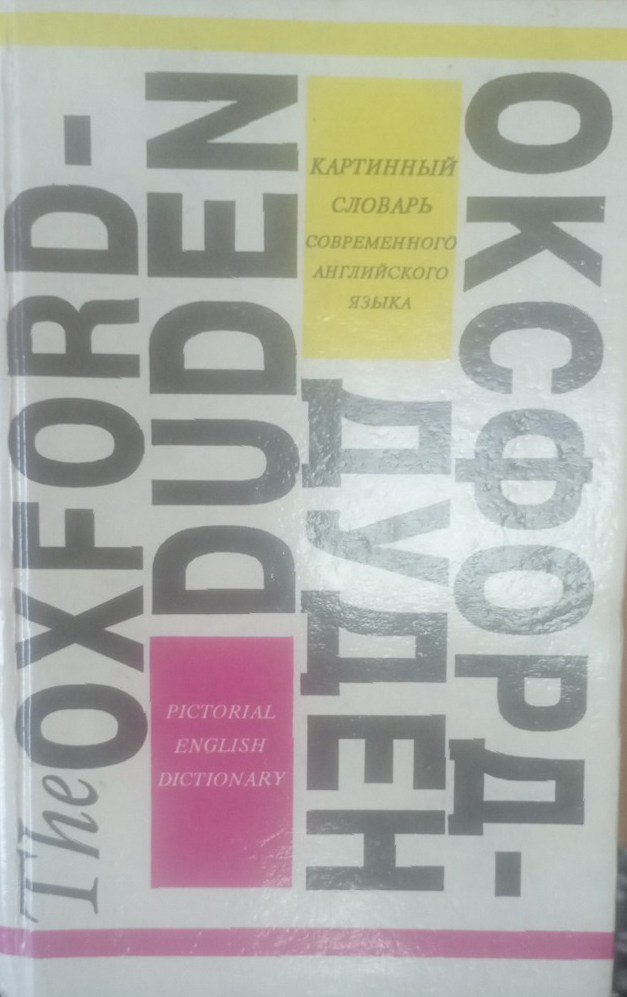 The OXFORD-
DUDEN
PICTORIAL
ENGLISH
DICTIONARY
ОКСФОРД-
ДУДЕН
КАРТИННЫЙ
СЛОВАРЬ
СОВРЕМЕННОГО
АНГЛИЙСКОГО
ЯЗЫКА